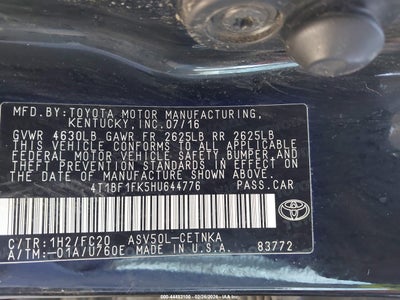 MFD.BY:TOYOTA MOTOR MANUFACTURING,
KENTUCKY, INC.07/16
GVWR 4630LB GAWR FR 2625LB RR 2625LB
THIS VEHICLE CONFORMS TO ALL APPLICABLE
FEDERAL MOTOR VEHICLE SAFETY, BUMPER, AND
THEFT PREVENTION STANDARDS IN EFFECT ON
THE DATE OF MANUFACTURE SHOWN ABOVE.
4T1BF1FK5HU644776 PASS.CAR
C/TR:1H2/FC20 ASV50L-CETNKA
A/TM:-01A/U760E MADE IN U.S.A. 83772
TOYOTA